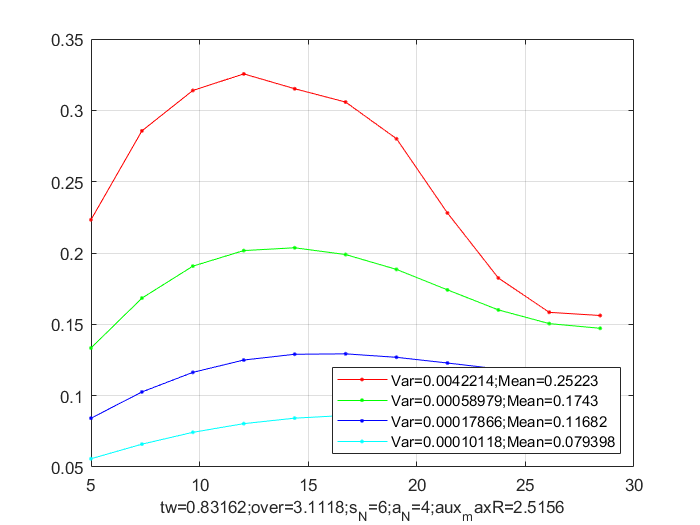 0.35
0.3
0.25
0.2
0.15
0.1
0.05
5 10 15 20 25 30
Var=0.0042214;Mean=0.25223
Var=0.00058979;Mean=0.1743
Var=0.00017866;Mean=0.11682
Var=0.00010118;Mean=0.079398
tw=0.83162;over=3.1118;s_N=6;a_N=4;aux_maxR=2.5156